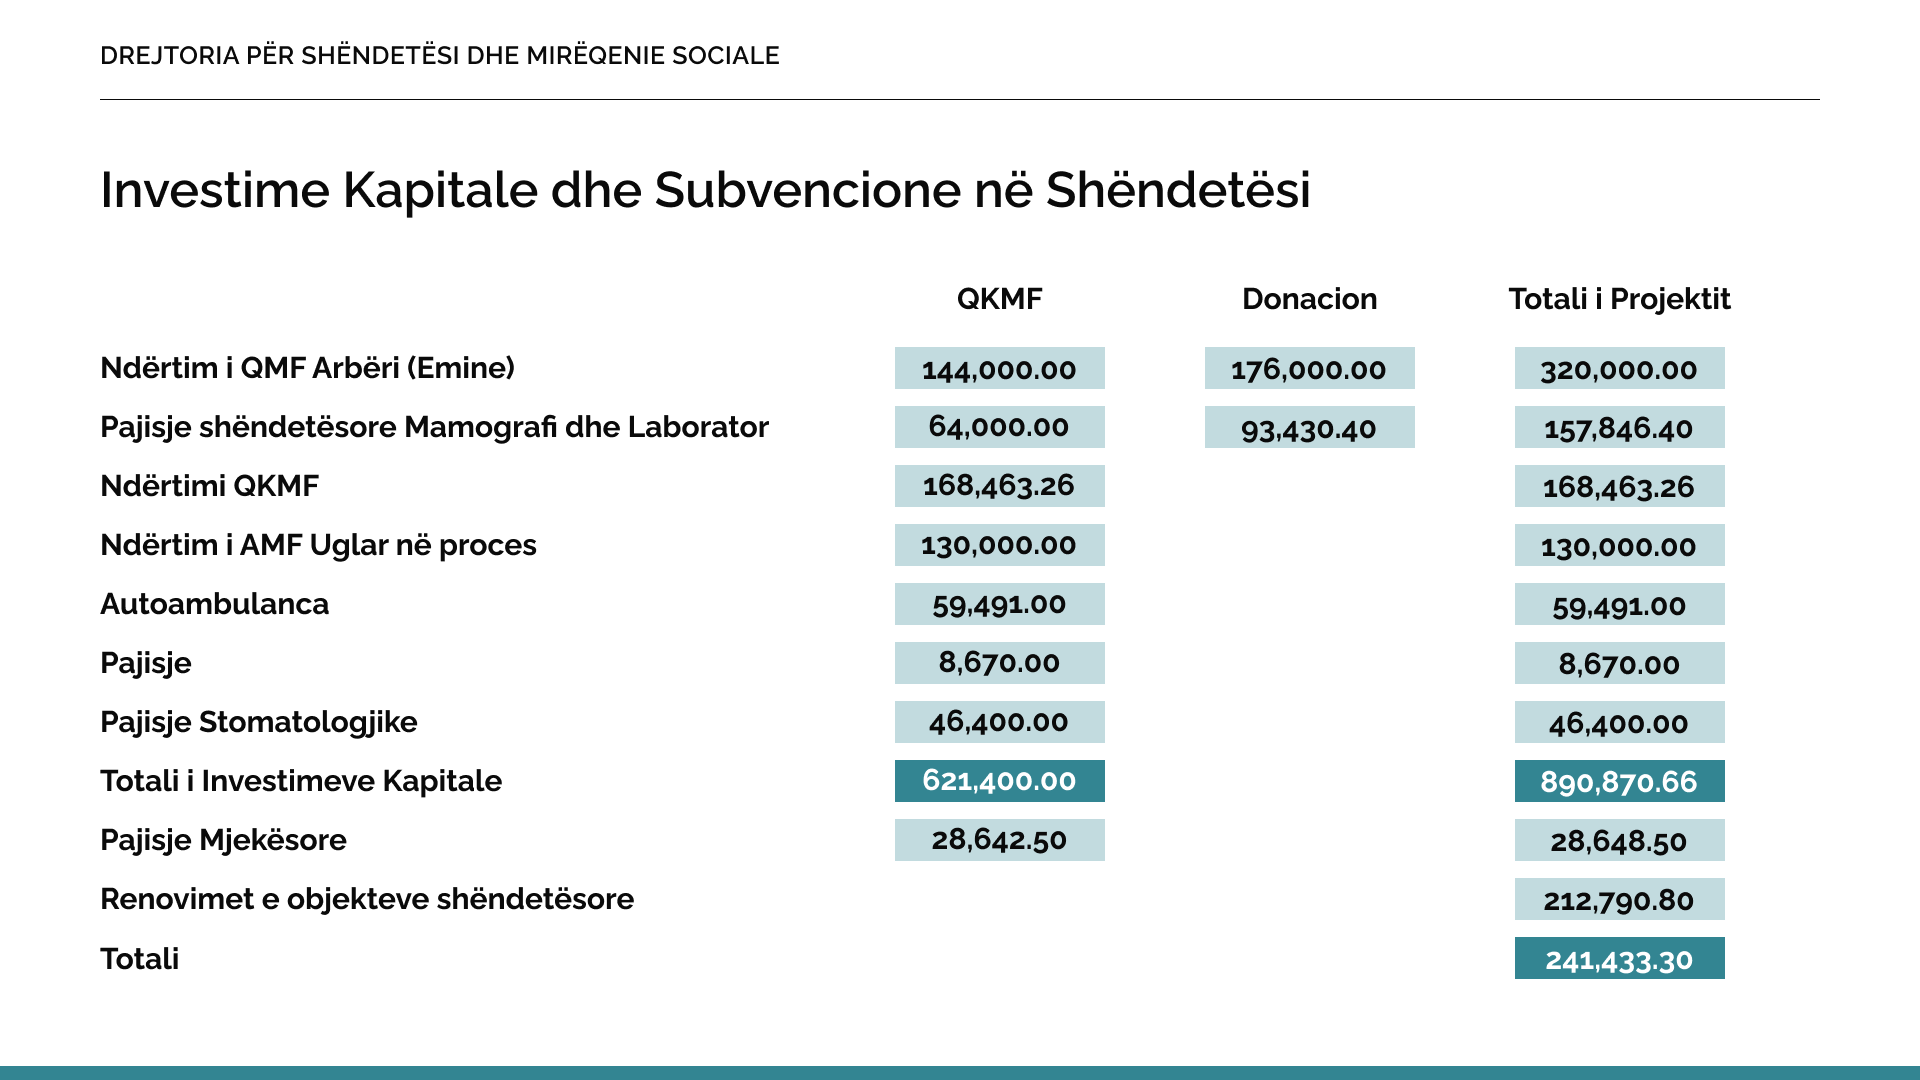 DREJTORIA PËR SHËNDETËSI DHE MIRËQENIE SOCIALE
Investime Kapitale dhe Subvencione në Shëndetësi
QKMF Donacion Totali i Projektit
Ndërtim i QMF Arbëri (Emine) 144,000.00 176,000.00 320,000.00
Pajisje shëndetësore Mamografi dhe Laborator 64,000.00 93,430.40 157,846.40
Ndërtimi QKMF 168,463.26 168,463.26
Ndërtim i AMF Uglar në proces 130,000.00 130,000.00
Autoambulanca 59,491.00 59,491.00
Pajisje 8,670.00 8,670.00
Pajisje Stomatologjike 46,400.00 46,400.00
Totali i Investimeve Kapitale 621,400.00 890,870.66
Pajisje Mjekësore 28,642.50 28,648.50
Renovimet e objekteve shëndetësore 212,790.80
Totali 241,433.30